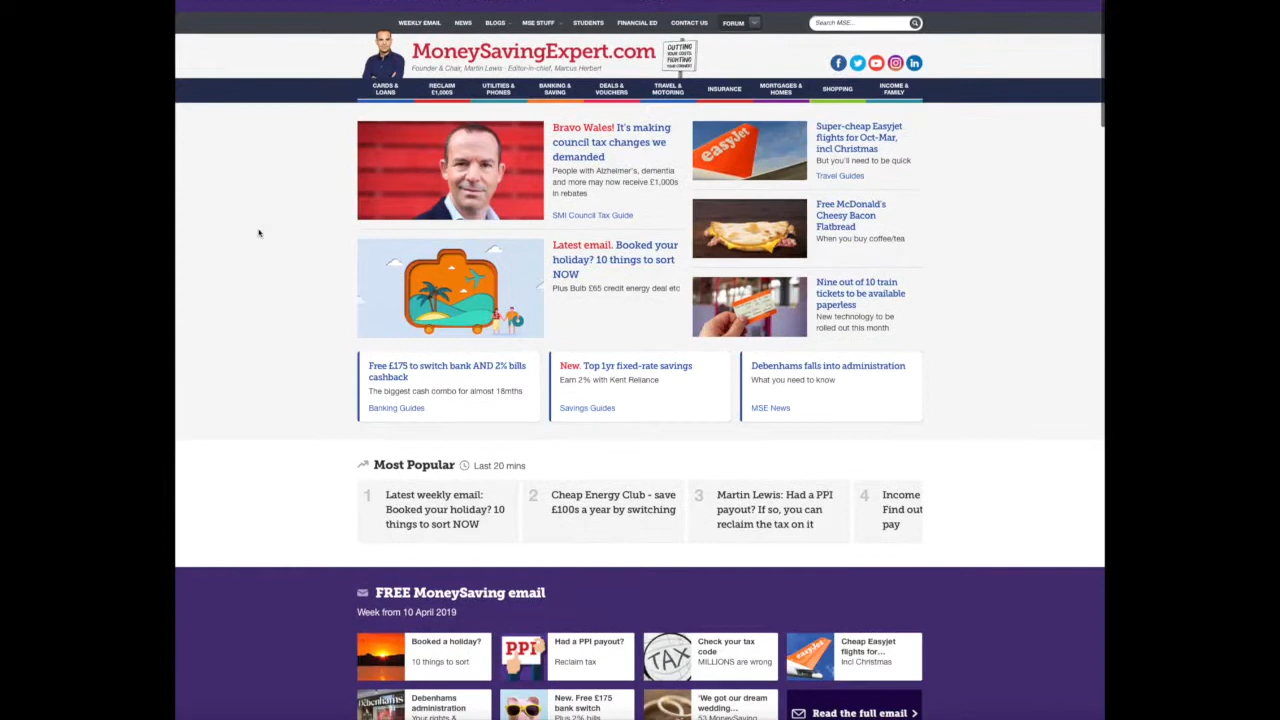 WEEKLY EMAIL NEWS BLOGS MSE STUFF STUDENTS FINANCIAL ED CONTACT US FORUM Search MSE...
MoneySavingExpert.com
CUTTING
YOUR COSTS
FIGHTING
YOUR CORNER
Founder & Chair, Martin Lewis · Editor-in-chief, Marcus Herbert
CARDS & LOANS
RECLAIM £1,000S
UTILITIES & PHONES
BANKING & SAVING
DEALS & VOUCHERS
TRAVEL & MOTORING
INSURANCE
MORTGAGES & HOMES
SHOPPING
INCOME & FAMILY
Bravo Wales! It's making
council tax changes we
demanded
People with Alzheimer's, dementia
and more may now receive £1,000s
in rebates
SMI Council Tax Guide
easyJet
Super-cheap Easyjet
flights for Oct-Mar,
incl Christmas
But you'll need to be quick
Travel Guides
Free McDonald's
Cheesy Bacon
Flatbread
When you buy coffee/tea
Latest email. Booked your
holiday? 10 things to sort
NOW
Plus Bulb £65 credit energy deal etc
Nine out of 10 train
tickets to be available
paperless
New technology to be
rolled out this month
Free £175 to switch bank AND 2% bills
cashback
The biggest cash combo for almost 18mths
Banking Guides
New. Top 1yr fixed-rate savings
Earn 2% with Kent Reliance
Savings Guides
Debenhams falls into administration
What you need to know
MSE News
Most Popular Last 20 mins
1 Latest weekly email:
Booked your holiday? 10
things to sort NOW
2 Cheap Energy Club - save
£100s a year by switching
3 Martin Lewis: Had a PPI
payout? If so, you can
reclaim the tax on it
4 Income
Find out
pay
FREE MoneySaving email
Week from 10 April 2019
Booked a holiday?
10 things to sort
PPI
Had a PPI payout?
Reclaim tax
TAX
Check your tax
code
MILLIONS are wrong
easyJet
Cheap Easyjet
flights for...
Incl Christmas
Debenhams
Debenhams
administration
Your rights &
New. Free £175
bank switch
Plus 2% bills
'We got our dream
wedding...
53 MoneySaving
Read the full email